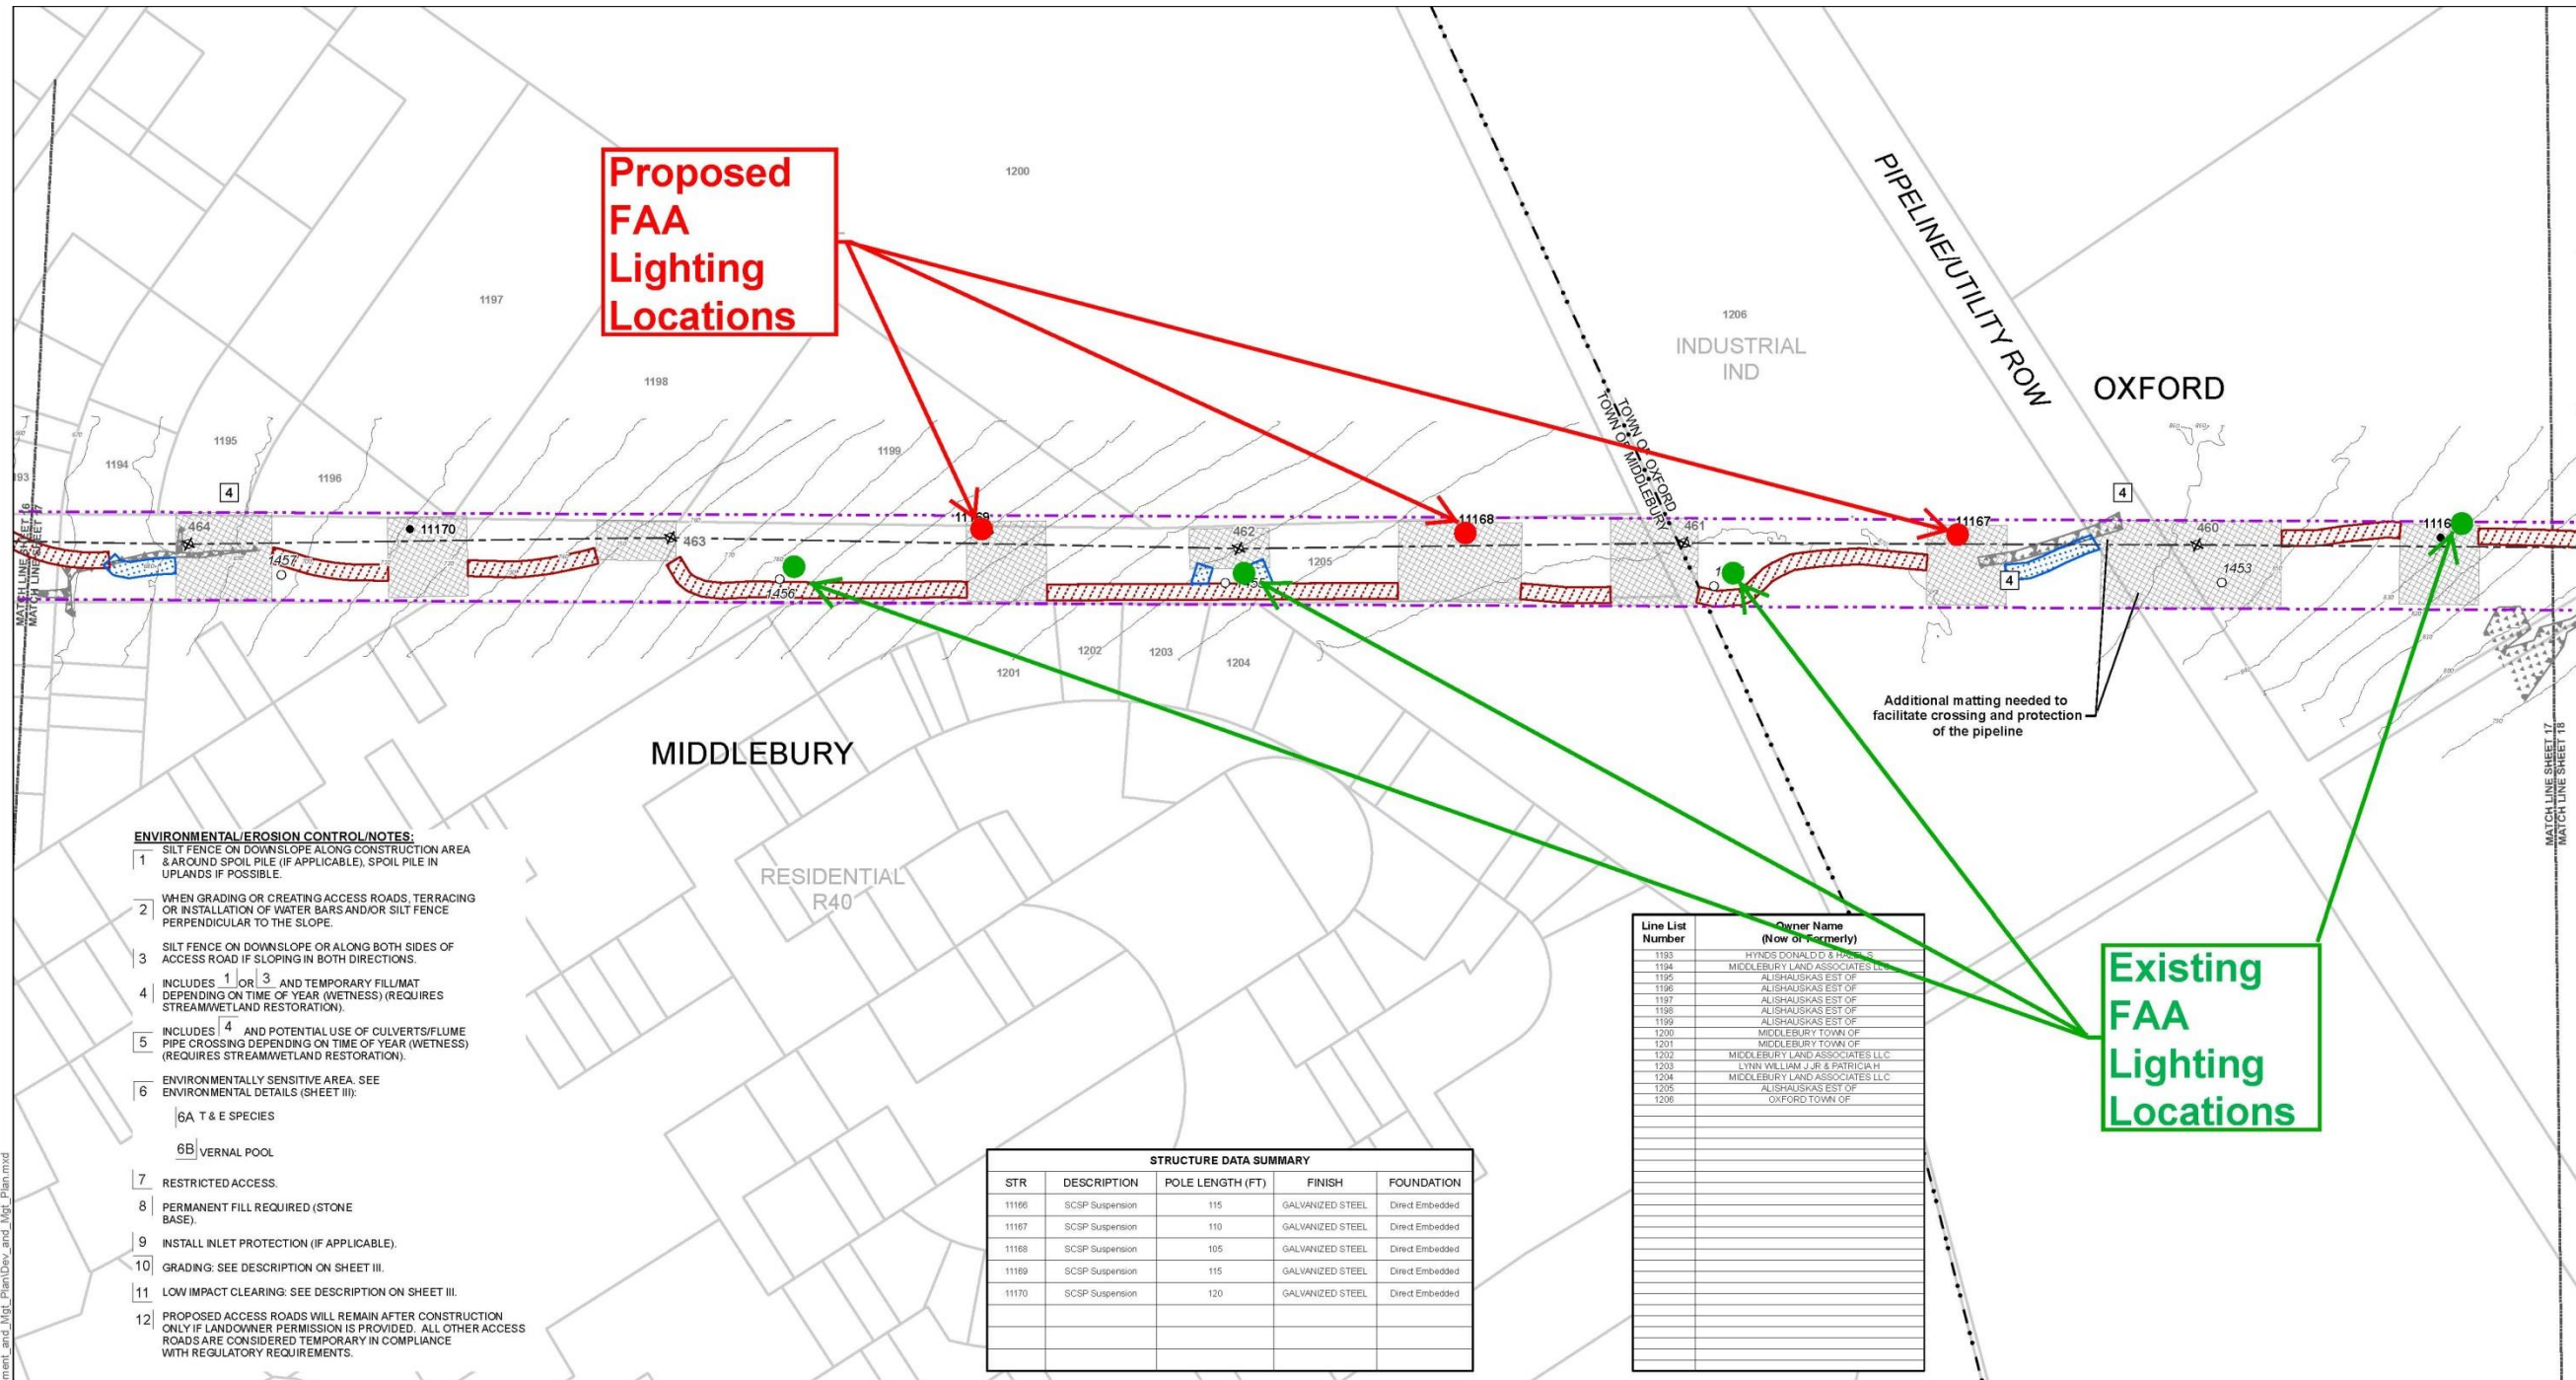 Proposed
FAA
Lighting
Locations
1200
1197
1198
1199
1195
1194
1196
193
4
1206
INDUSTRIAL
IND
PIPELINE/UTILITY ROW
OXFORD
TOWN OF OXFORD
TOWN OF MIDDLEBURY
MATCH LINE SHEET 16
MATCH LINE SHEET 17
464
1457
11170
463
1456
462
1205
11168
461
11167
4
4
460
1453
1201
1202
1203
1204
Additional matting needed to
facilitate crossing and protection
of the pipeline
MATCH LINE SHEET 17
MATCH LINE SHEET 18
MIDDLEBURY
RESIDENTIAL
R40
Existing
FAA
Lighting
Locations
ENVIRONMENTAL/EROSION CONTROL/NOTES:
1 SILT FENCE ON DOWNSLOPE ALONG CONSTRUCTION AREA
& AROUND SPOIL PILE (IF APPLICABLE), SPOIL PILE IN
UPLANDS IF POSSIBLE.
2 WHEN GRADING OR CREATING ACCESS ROADS, TERRACING
OR INSTALLATION OF WATER BARS AND/OR SILT FENCE
PERPENDICULAR TO THE SLOPE.
3 SILT FENCE ON DOWNSLOPE OR ALONG BOTH SIDES OF
ACCESS ROAD IF SLOPING IN BOTH DIRECTIONS.
4 INCLUDES 1 OR 3 AND TEMPORARY FILL/MAT
DEPENDING ON TIME OF YEAR (WETNESS) (REQUIRES
STREAM/WETLAND RESTORATION).
5 INCLUDES 4 AND POTENTIAL USE OF CULVERTS/FLUME
PIPE CROSSING DEPENDING ON TIME OF YEAR (WETNESS)
(REQUIRES STREAM/WETLAND RESTORATION).
6 ENVIRONMENTALLY SENSITIVE AREA. SEE
ENVIRONMENTAL DETAILS (SHEET III):
6A T & E SPECIES
6B VERNAL POOL
7 RESTRICTED ACCESS.
8 PERMANENT FILL REQUIRED (STONE
BASE).
9 INSTALL INLET PROTECTION (IF APPLICABLE).
10 GRADING: SEE DESCRIPTION ON SHEET III.
11 LOW IMPACT CLEARING: SEE DESCRIPTION ON SHEET III.
12 PROPOSED ACCESS ROADS WILL REMAIN AFTER CONSTRUCTION
ONLY IF LANDOWNER PERMISSION IS PROVIDED. ALL OTHER ACCESS
ROADS ARE CONSIDERED TEMPORARY IN COMPLIANCE
WITH REGULATORY REQUIREMENTS.
STRUCTURE DATA SUMMARY
STR DESCRIPTION POLE LENGTH (FT) FINISH FOUNDATION
11166 SCSP Suspension 115 GALVANIZED STEEL Direct Embedded
11167 SCSP Suspension 110 GALVANIZED STEEL Direct Embedded
11168 SCSP Suspension 105 GALVANIZED STEEL Direct Embedded
11169 SCSP Suspension 115 GALVANIZED STEEL Direct Embedded
11170 SCSP Suspension 120 GALVANIZED STEEL Direct Embedded
Line List Owner Name
Number (Now or Formerly)
1193 HYNDS DONALD D & HAZEL S
1194 MIDDLEBURY LAND ASSOCIATES LLC
1195 ALISHAUSKAS EST OF
1196 ALISHAUSKAS EST OF
1197 ALISHAUSKAS EST OF
1198 ALISHAUSKAS EST OF
1199 ALISHAUSKAS EST OF
1200 MIDDLEBURY TOWN OF
1201 MIDDLEBURY TOWN OF
1202 MIDDLEBURY LAND ASSOCIATES LLC
1203 LYNN WILLIAM J JR & PATRICIA H
1204 MIDDLEBURY LAND ASSOCIATES LLC
1205 ALISHAUSKAS EST OF
1206 OXFORD TOWN OF
ment_and_Mgt_Plan\Dev_and_Mgt_Plan.mxd